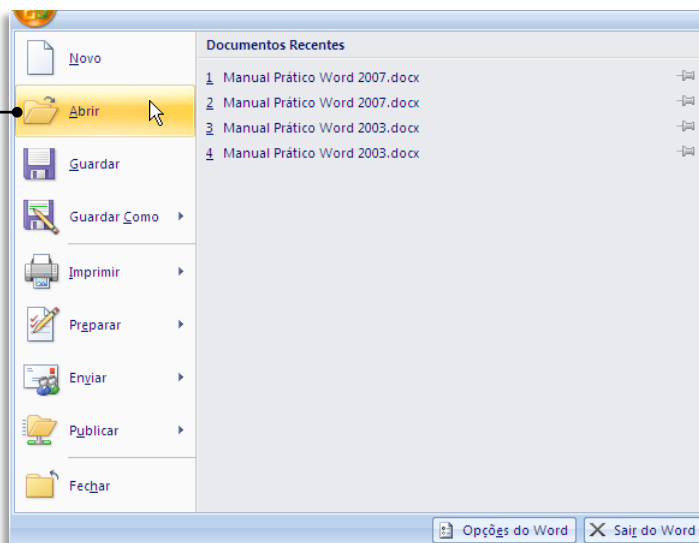 Novo
Abrir
Guardar
Guardar Como
Imprimir
Preparar
Enviar
Publicar
Fechar
Documentos Recentes
1 Manual Prático Word 2007.docx
2 Manual Prático Word 2007.docx
3 Manual Prático Word 2003.docx
4 Manual Prático Word 2003.docx
Opções do Word
Sair do Word